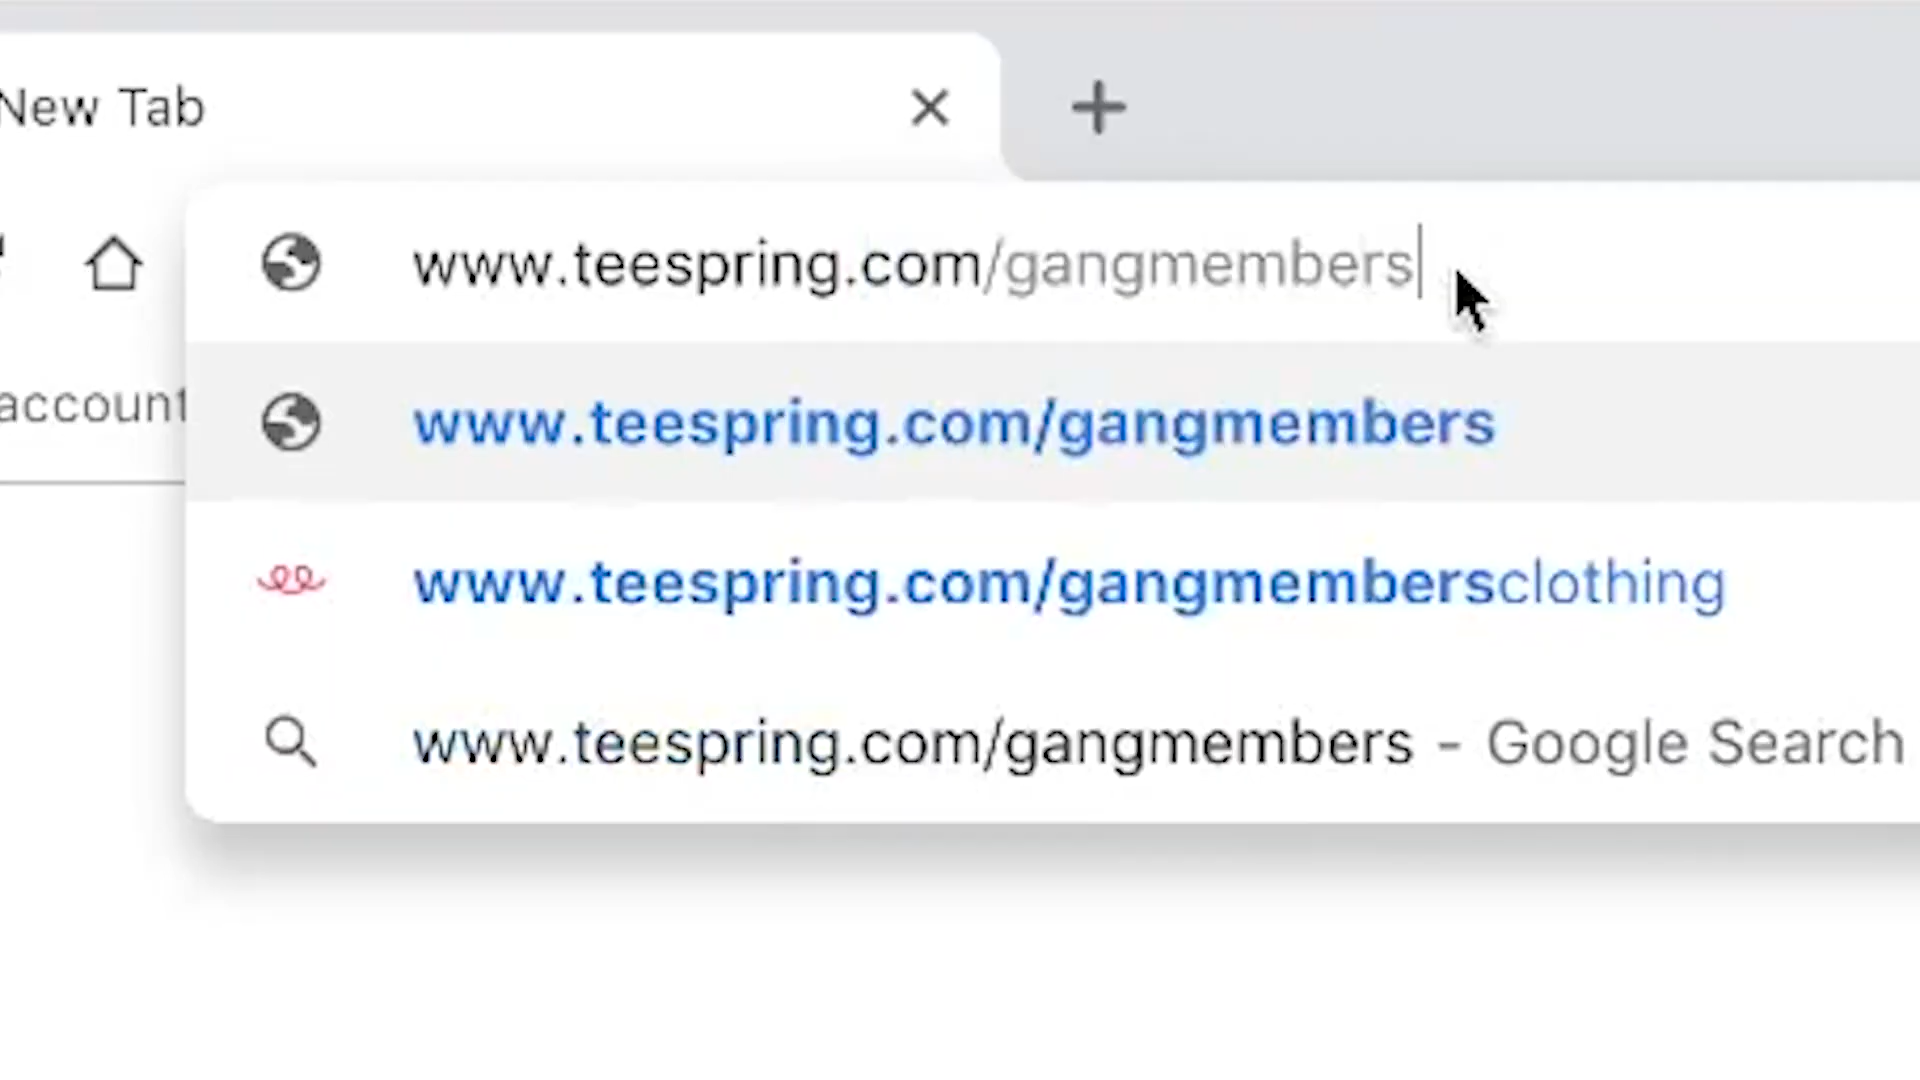 New Tab
www.teespring.com/gangmembers
account
www.teespring.com/gangmembers
www.teespring.com/gangmembersclothing
www.teespring.com/gangmembers - Google Search